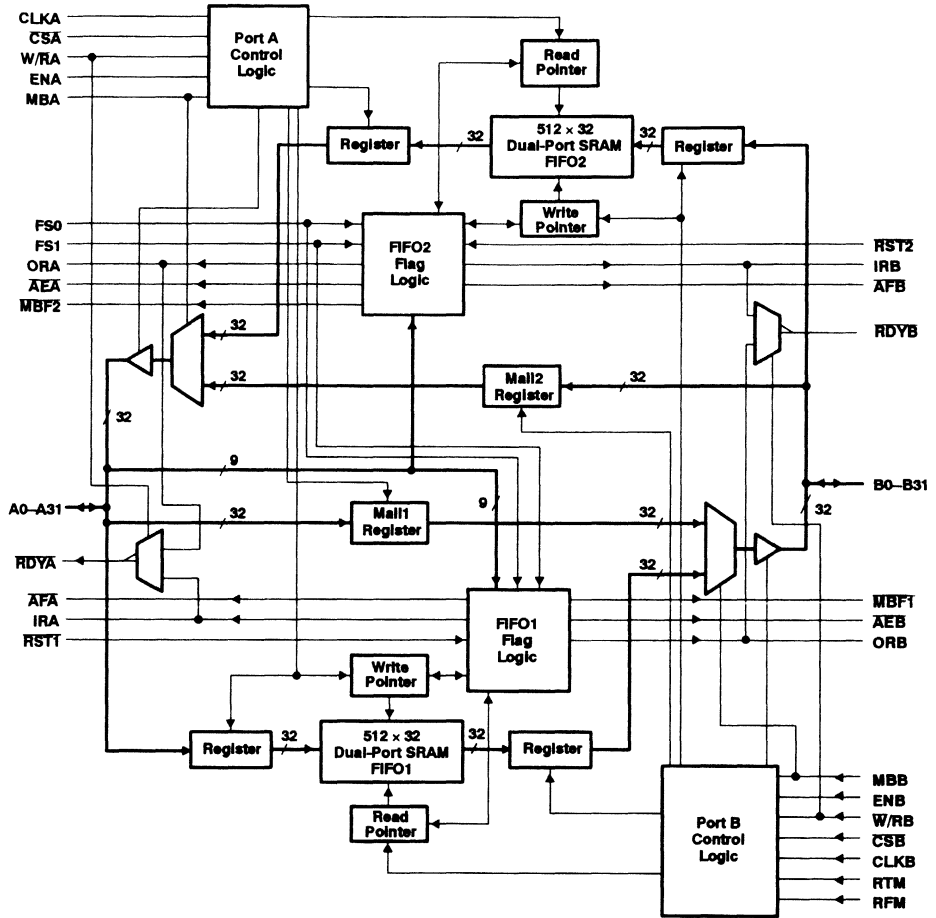 CLKA
CSA
W/RA
ENA
MBA
Port A
Control
Logic
Read
Pointer
Register
32
512 × 32
Dual-Port SRAM
FIFO2
32
Register
Write
Pointer
FS0
FS1
ORA
AEA
MBF2
FIFO2
Flag
Logic
RST2
IRB
AFB
RDYB
32
32
Mail2
Register
32
32
9
A0–A31
32
Mail1
Register
9
32
B0–B31
32
RDYA
32
AFA
IRA
RST1
FIFO1
Flag
Logic
MBF1
AEB
ORB
Write
Pointer
Register
32
512 × 32
Dual-Port SRAM
FIFO1
32
Register
Read
Pointer
Port B
Control
Logic
MBB
ENB
W/RB
CSB
CLKB
RTM
RFM